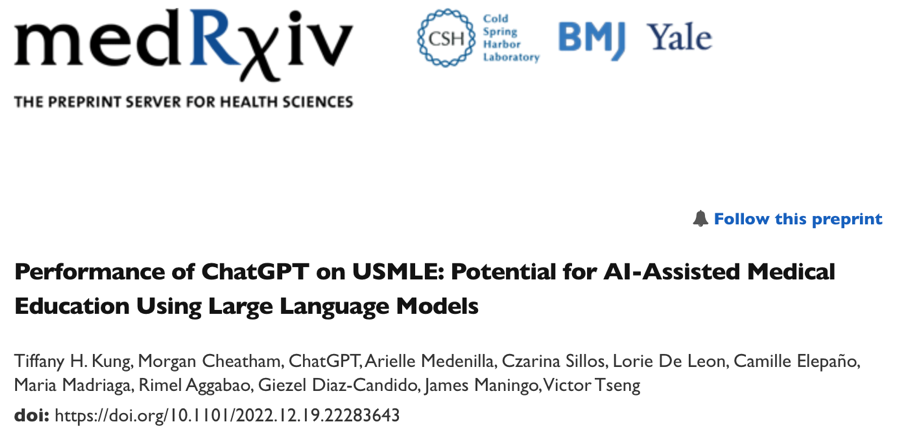 medRxiv
THE PREPRINT SERVER FOR HEALTH SCIENCES
CSH
Cold
Spring
Harbor
Laboratory
BMJ
Yale
Follow this preprint
Performance of ChatGPT on USMLE: Potential for AI-Assisted Medical
Education Using Large Language Models
Tiffany H. Kung, Morgan Cheatham, ChatGPT, Arielle Medenilla, Czarina Sillos, Lorie De Leon, Camille Elepaño,
Maria Madriaga, Rimel Aggabao, Giezel Diaz-Candido, James Maningo, Victor Tseng
doi: https://doi.org/10.1101/2022.12.19.22283643